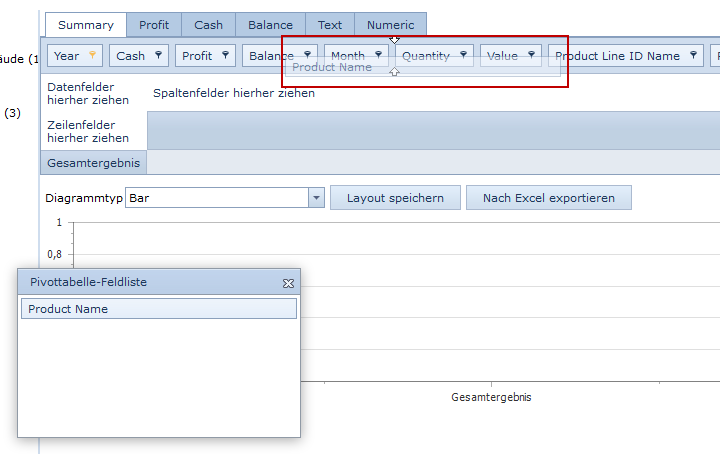 Summary Profit Cash Balance Text Numeric
äude (1
Year Cash Profit Balance Month Quantity Value Product Line ID Name
Product Name
(3)
Datenfelder
hierher ziehen
Spaltenfelder hierher ziehen
Zeilenfelder
hierher ziehen
Gesamtergebnis
Diagrammtyp Bar Layout speichern Nach Excel exportieren
1
0,8
Pivottabelle-Feldliste
Product Name
Gesamtergebnis